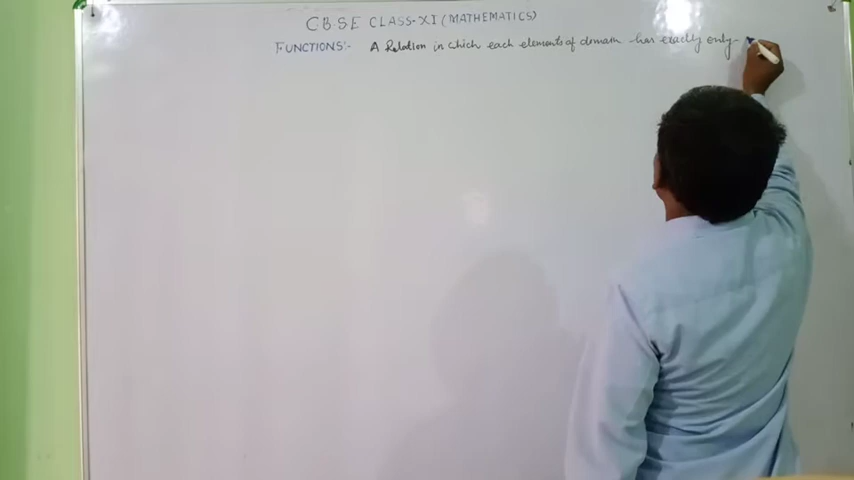 CBSE CLASS-XI (MATHEMATICS)
FUNCTIONS:- A Relation in which each elements of domain has exactly only